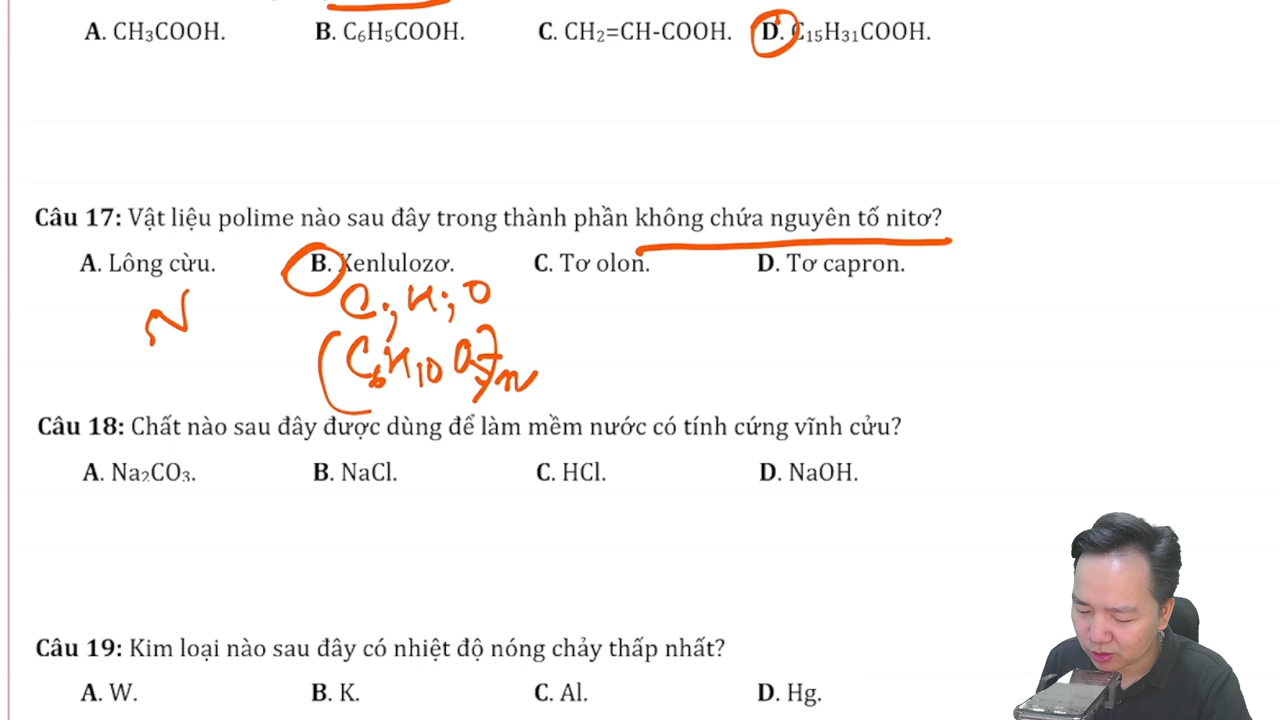 A. CH₃COOH. B. C₆H₅COOH. C. CH₂=CH-COOH. D. C₁₅H₃₁COOH.
Câu 17: Vật liệu polime nào sau đây trong thành phần không chứa nguyên tố nitơ?
A. Lông cừu. B. Xenlulozơ. C. Tơ olon. D. Tơ capron.
C; H; O
N
(C₆H₁₀O₅)n
Câu 18: Chất nào sau đây được dùng để làm mềm nước có tính cứng vĩnh cửu?
A. Na₂CO₃. B. NaCl. C. HCl. D. NaOH.
Câu 19: Kim loại nào sau đây có nhiệt độ nóng chảy thấp nhất?
A. W. B. K. C. Al. D. Hg.